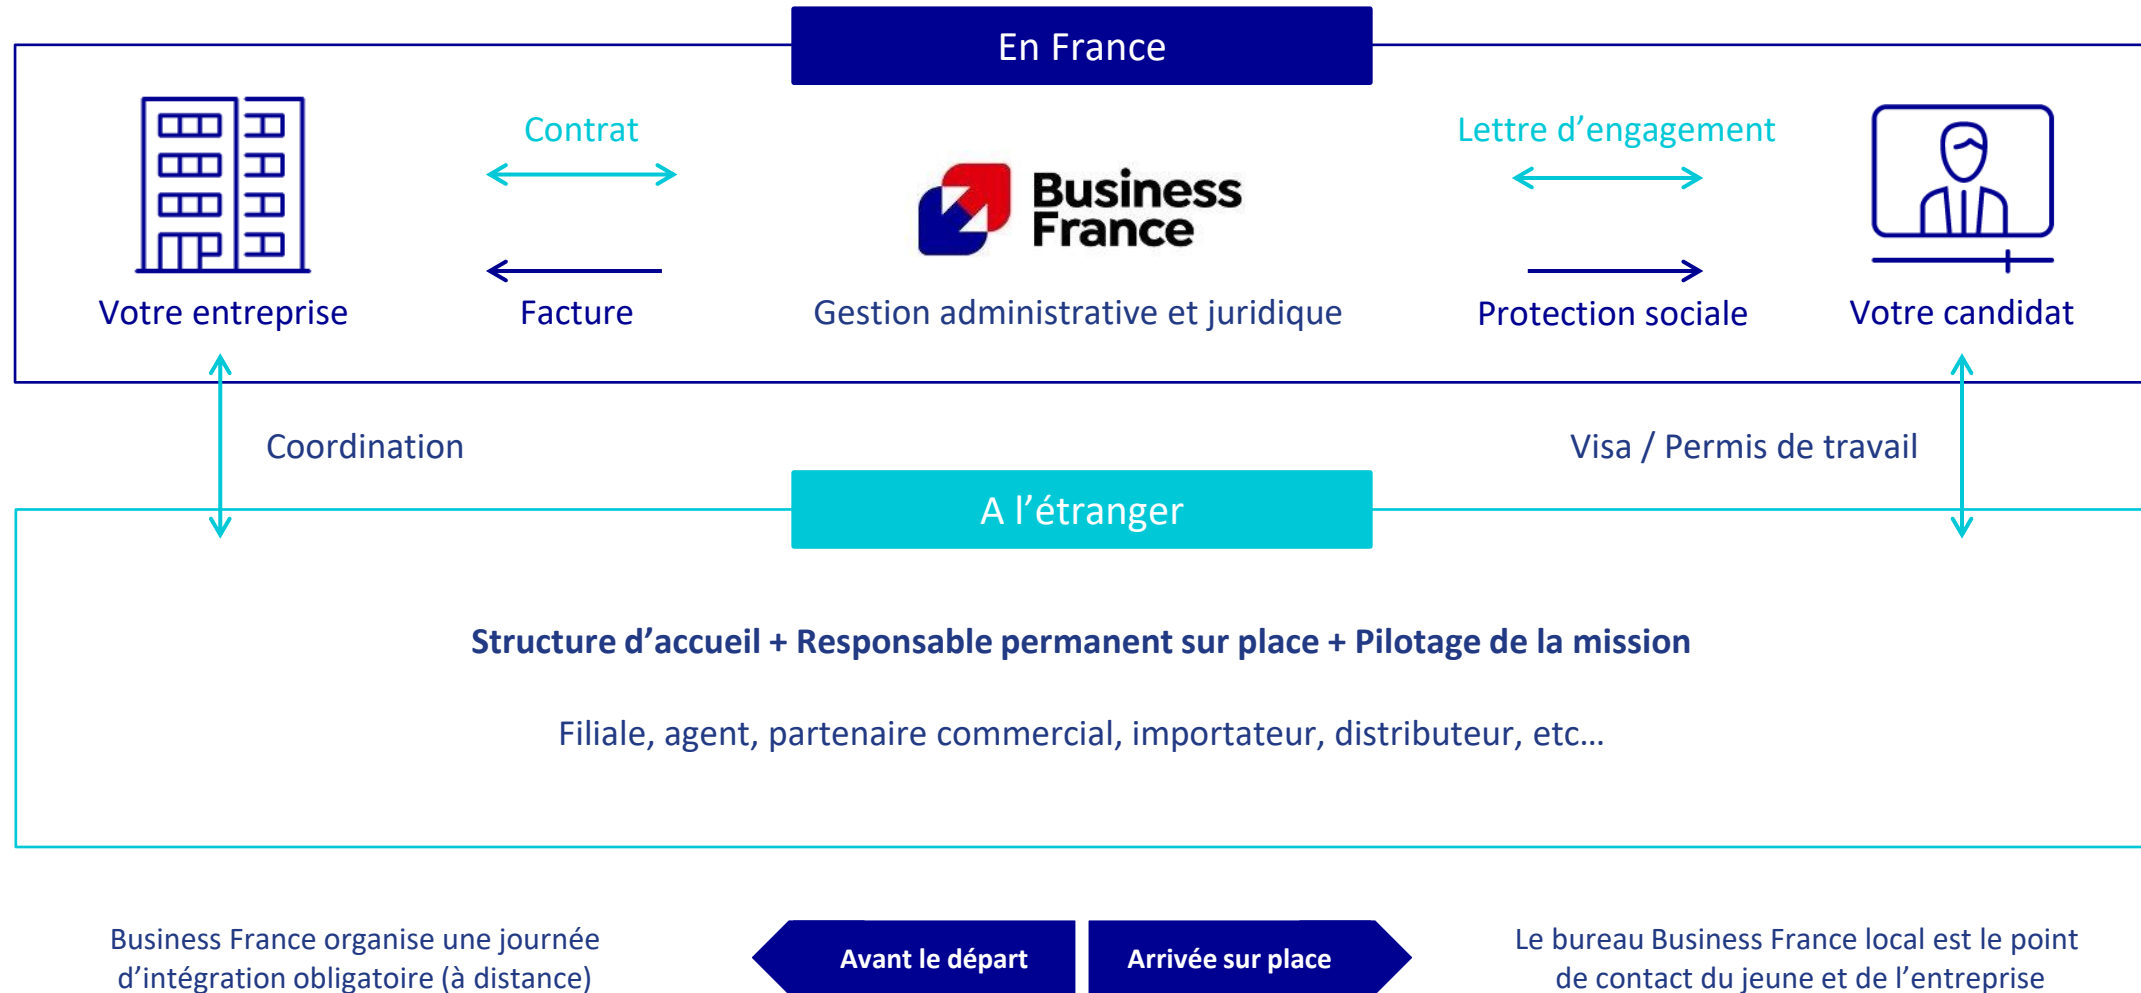 En France
Contrat
Lettre d’engagement
Business
France
Votre entreprise
Facture
Gestion administrative et juridique
Protection sociale
Votre candidat
Coordination
Visa / Permis de travail
A l’étranger
Structure d’accueil + Responsable permanent sur place + Pilotage de la mission
Filiale, agent, partenaire commercial, importateur, distributeur, etc…
Business France organise une journée
d’intégration obligatoire (à distance)
Avant le départ
Arrivée sur place
Le bureau Business France local est le point
de contact du jeune et de l’entreprise